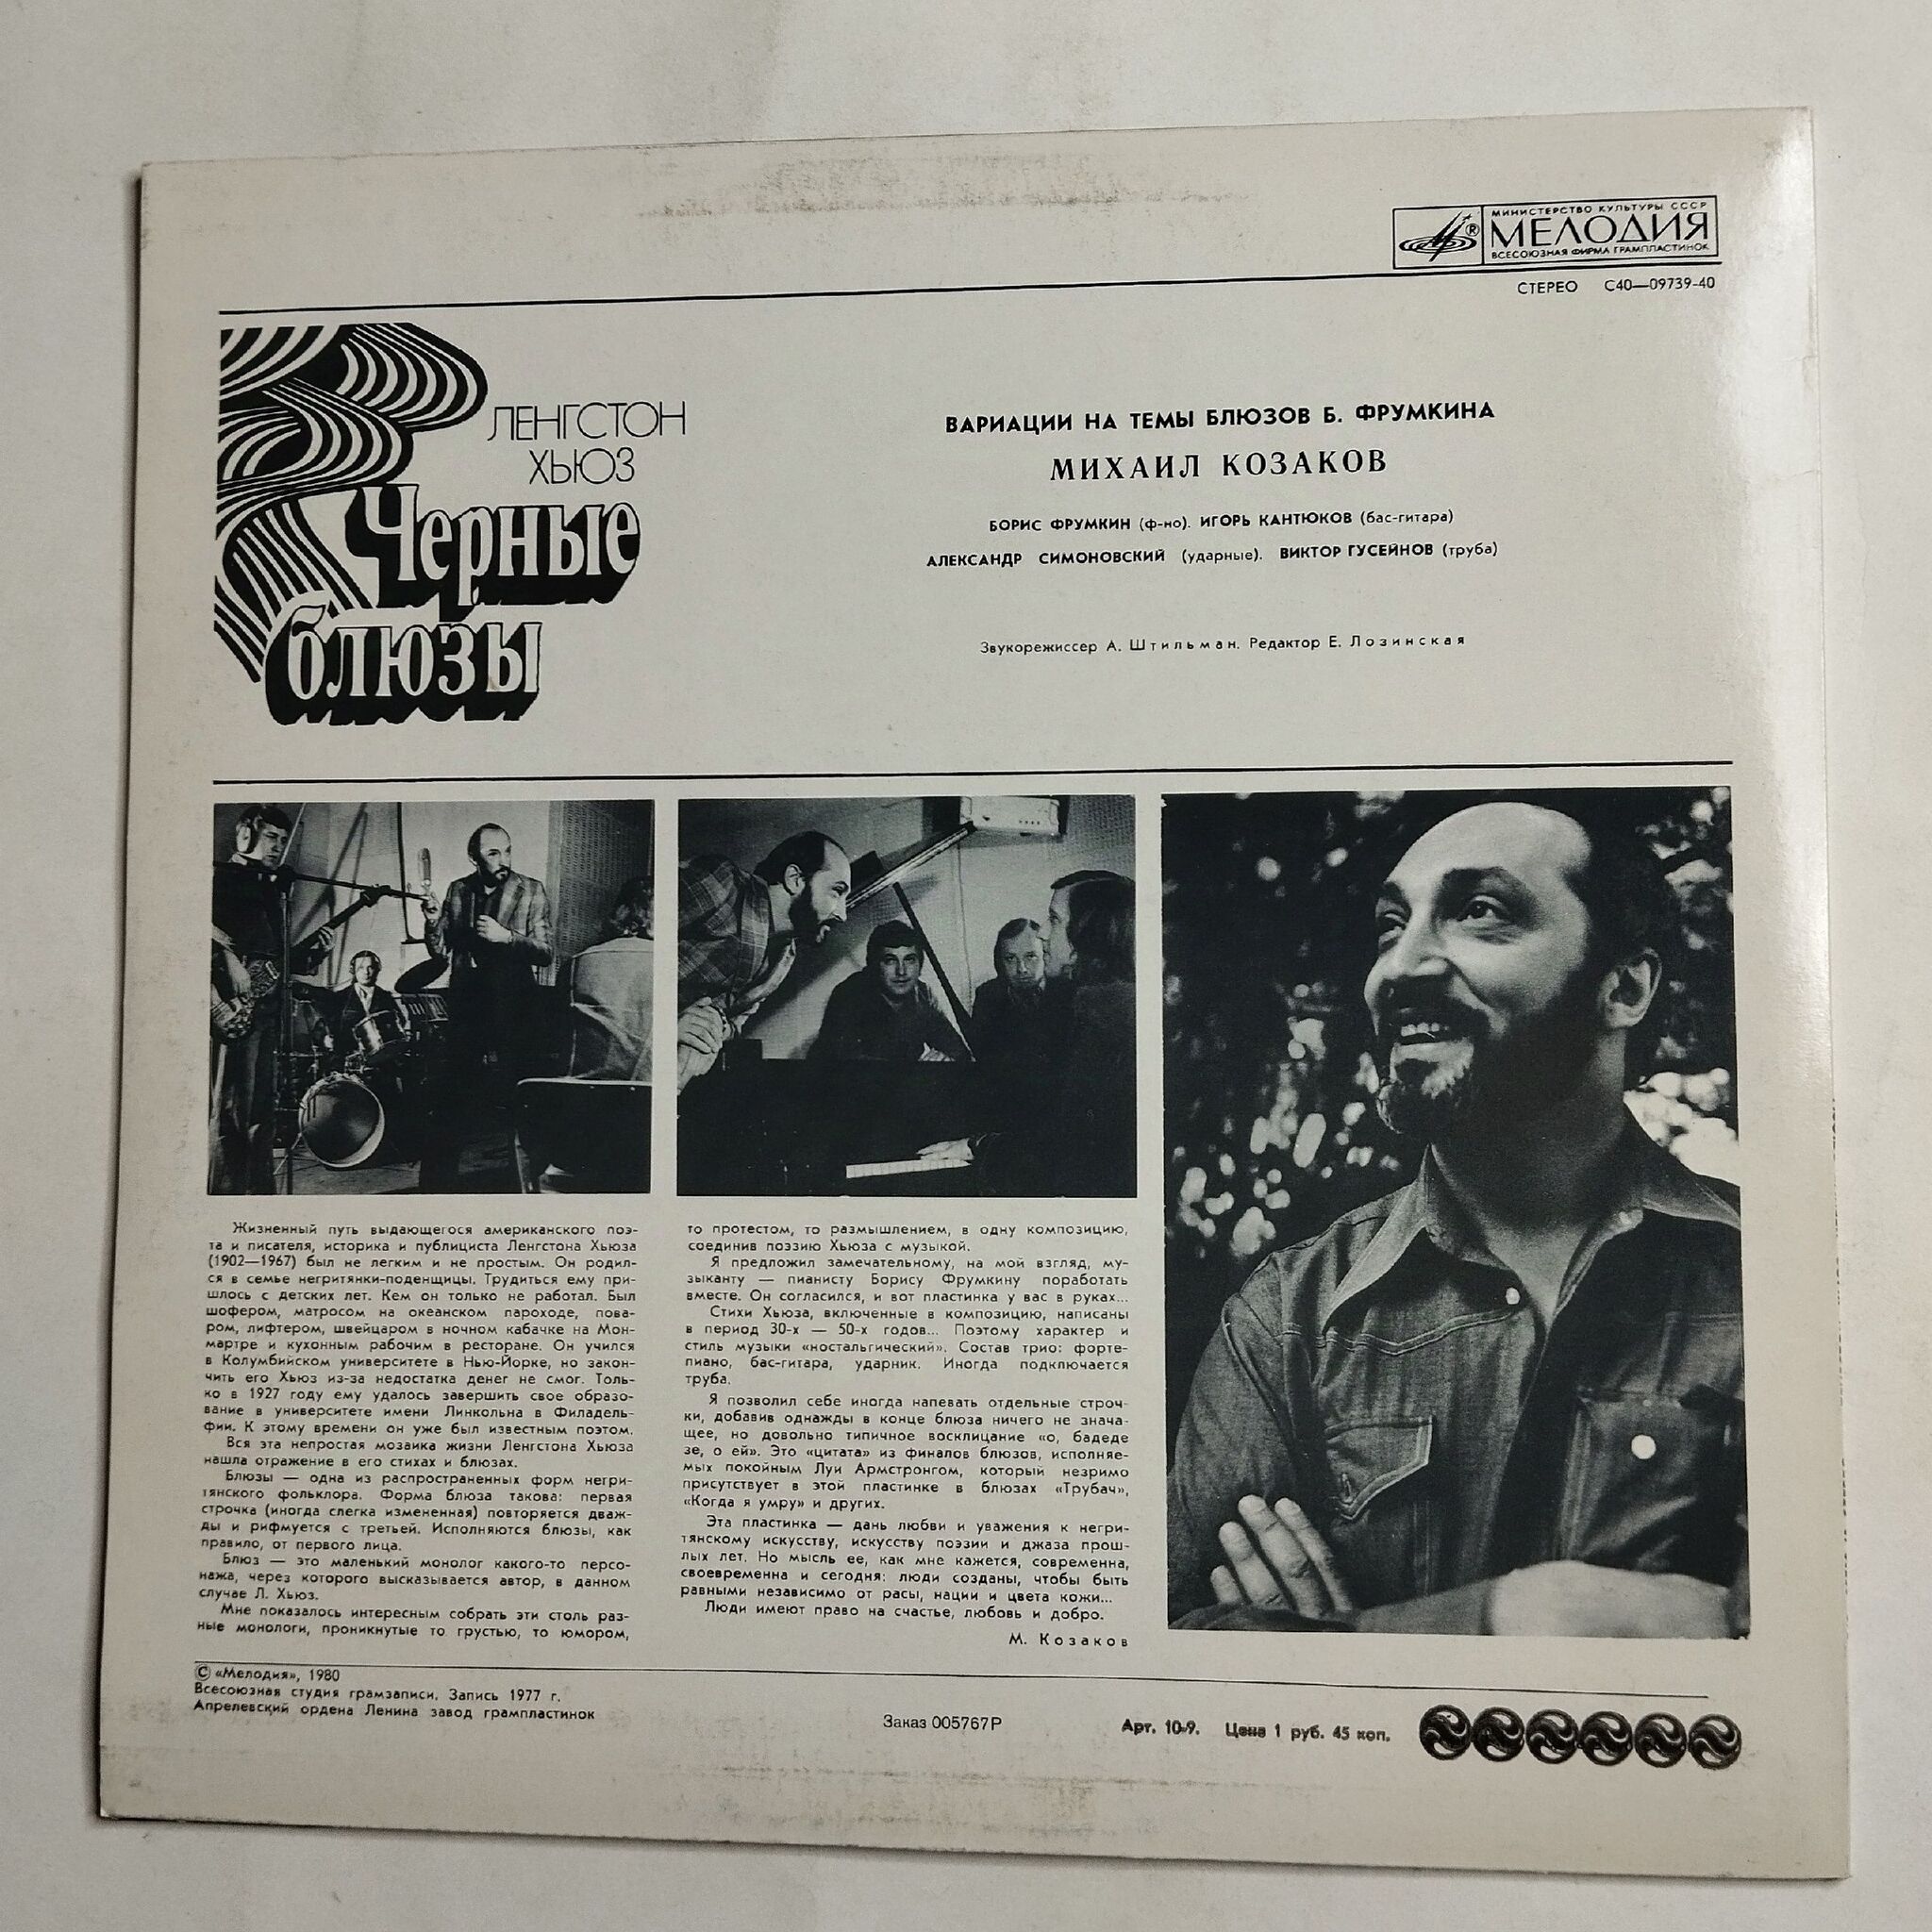 МИНИСТЕРСТВО КУЛЬТУРЫ СССР
МЕЛОДИЯ
ВСЕСОЮЗНАЯ ФИРМА ГРАМПЛАСТИНОК
СТЕРЕО С40—09739-40
ЛЕНГСТОН
ХЬЮЗ
Черные
блюзы
ВАРИАЦИИ НА ТЕМЫ БЛЮЗОВ Б. ФРУМКИНА
МИХАИЛ КОЗАКОВ
БОРИС ФРУМКИН (ф-но). ИГОРЬ КАНТЮКОВ (бас-гитара)
АЛЕКСАНДР СИМОНОВСКИЙ (ударные). ВИКТОР ГУСЕЙНОВ (труба)
Звукорежиссер А. Штильман. Редактор Е. Лозинская
Жизненный путь выдающегося американского поэ-
та и писателя, историка и публициста Ленгстона Хьюза
(1902—1967) был не легким и не простым. Он родил-
ся в семье негритянки-поденщицы. Трудиться ему при-
шлось с детских лет. Кем он только не работал. Был
шофером, матросом на океанском пароходе, пова-
ром, лифтером, швейцаром в ночном кабачке на Мон-
мартре и кухонным рабочим в ресторане. Он учился
в Колумбийском университете в Нью-Йорке, но закон-
чить его Хьюз из-за недостатка денег не смог. Толь-
ко в 1927 году ему удалось завершить свое образо-
вание в университете имени Линкольна в Филадель-
фии. К этому времени он уже был известным поэтом.
Вся эта непростая мозаика жизни Ленгстона Хьюза
нашла отражение в его стихах и блюзах.
Блюзы — одна из распространенных форм негри-
тянского фольклора. Форма блюза такова: первая
строчка (иногда слегка измененная) повторяется дваж-
ды и рифмуется с третьей. Исполняются блюзы, как
правило, от первого лица.
Блюз — это маленький монолог какого-то персо-
нажа, через которого высказывается автор, в данном
случае Л. Хьюз.
Мне показалось интересным собрать эти столь раз-
ные монологи, проникнутые то грустью, то юмором,
то протестом, то размышлением, в одну композицию,
соединив поэзию Хьюза с музыкой.
Я предложил замечательному, на мой взгляд, му-
зыканту — пианисту Борису Фрумкину поработать
вместе. Он согласился, и вот пластинка у вас в руках...
Стихи Хьюза, включенные в композицию, написаны
в период 30-х — 50-х годов... Поэтому характер и
стиль музыки «ностальгический». Состав трио: форте-
пиано, бас-гитара, ударник. Иногда подключается
труба.
Я позволил себе иногда напевать отдельные строч-
ки, добавив однажды в конце блюза ничего не знача-
щее, но довольно типичное восклицание «о, бадеде
зе, о ей». Это «цитата» из финалов блюзов, исполняе-
мых покойным Луи Армстронгом, который незримо
присутствует в этой пластинке в блюзах «Трубач»,
«Когда я умру» и других.
Эта пластинка — дань любви и уважения к негри-
тянскому искусству, искусству поэзии и джаза прош-
лых лет. Но мысль ее, как мне кажется, современна,
своевременна и сегодня: люди созданы, чтобы быть
равными независимо от расы, нации и цвета кожи...
Люди имеют право на счастье, любовь и добро.
М. Козаков
© «Мелодия», 1980
Всесоюзная студия грамзаписи. Запись 1977 г.
Апрелевский ордена Ленина завод грампластинок
Заказ 005767Р
Арт. 10-9. Цена 1 руб. 45 коп.